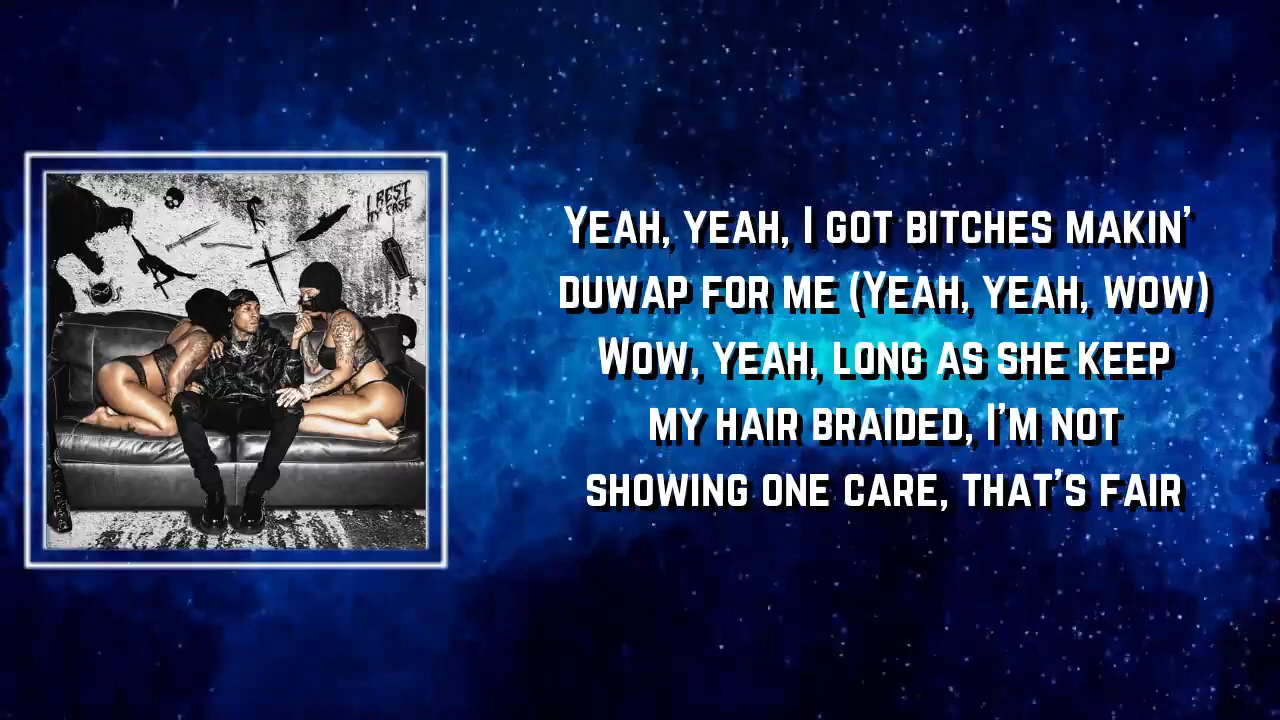 I REST
MY CASE
Yeah, yeah, I got bitches makin'
duwap for me (Yeah, yeah, wow)
Wow, yeah, long as she keep
my hair braided, I'm not
showing one care, that's fair